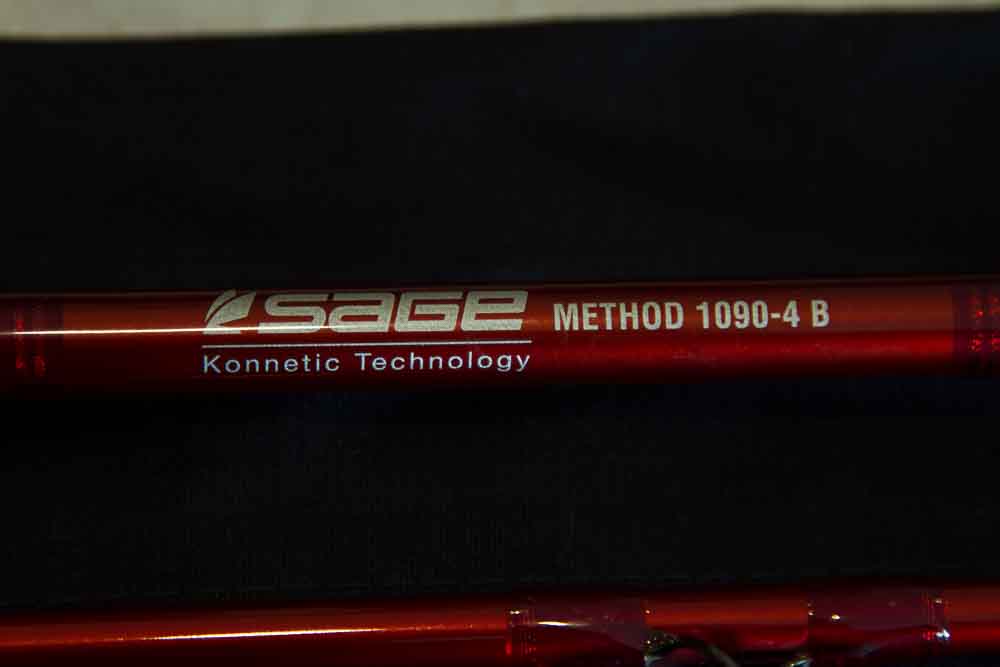 SAGE METHOD 1090-4 B
Konnetic Technology